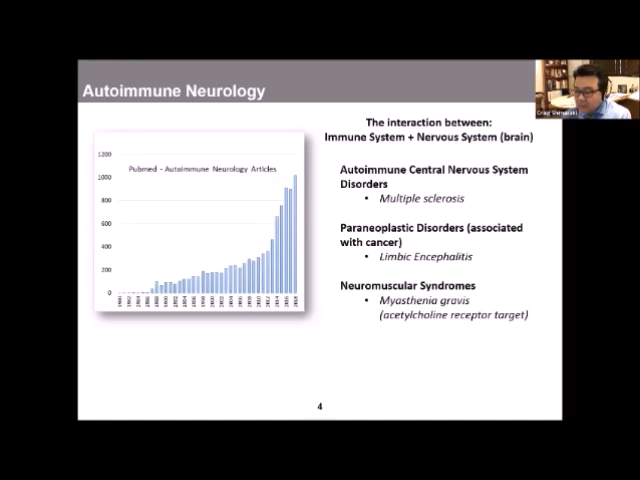 Autoimmune Neurology
The interaction between:
Immune System + Nervous System (brain)
Pubmed - Autoimmune Neurology Articles
1200
1000
800
600
400
200
0
Autoimmune Central Nervous System
Disorders
• Multiple sclerosis
Paraneoplastic Disorders (associated
with cancer)
• Limbic Encephalitis
Neuromuscular Syndromes
• Myasthenia gravis
(acetylcholine receptor target)
4